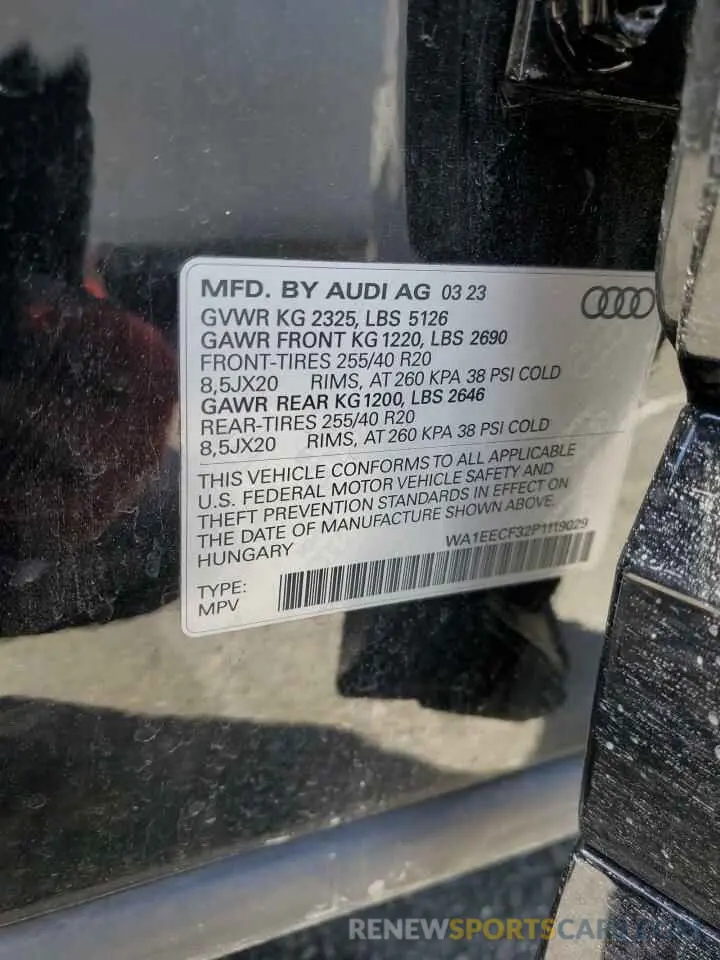 MFD. BY AUDI AG 03 23
GVWR KG 2325, LBS 5126
GAWR FRONT KG 1220, LBS 2690
FRONT-TIRES 255/40 R20
8,5JX20 RIMS, AT 260 KPA 38 PSI COLD
GAWR REAR KG 1200, LBS 2646
REAR-TIRES 255/40 R20
8,5JX20 RIMS, AT 260 KPA 38 PSI COLD
THIS VEHICLE CONFORMS TO ALL APPLICABLE
U.S. FEDERAL MOTOR VEHICLE SAFETY AND
THEFT PREVENTION STANDARDS IN EFFECT ON
THE DATE OF MANUFACTURE SHOWN ABOVE.
HUNGARY
WA1EECF32P1119029
TYPE:
MPV
RENEWSPORTSCARS.COM